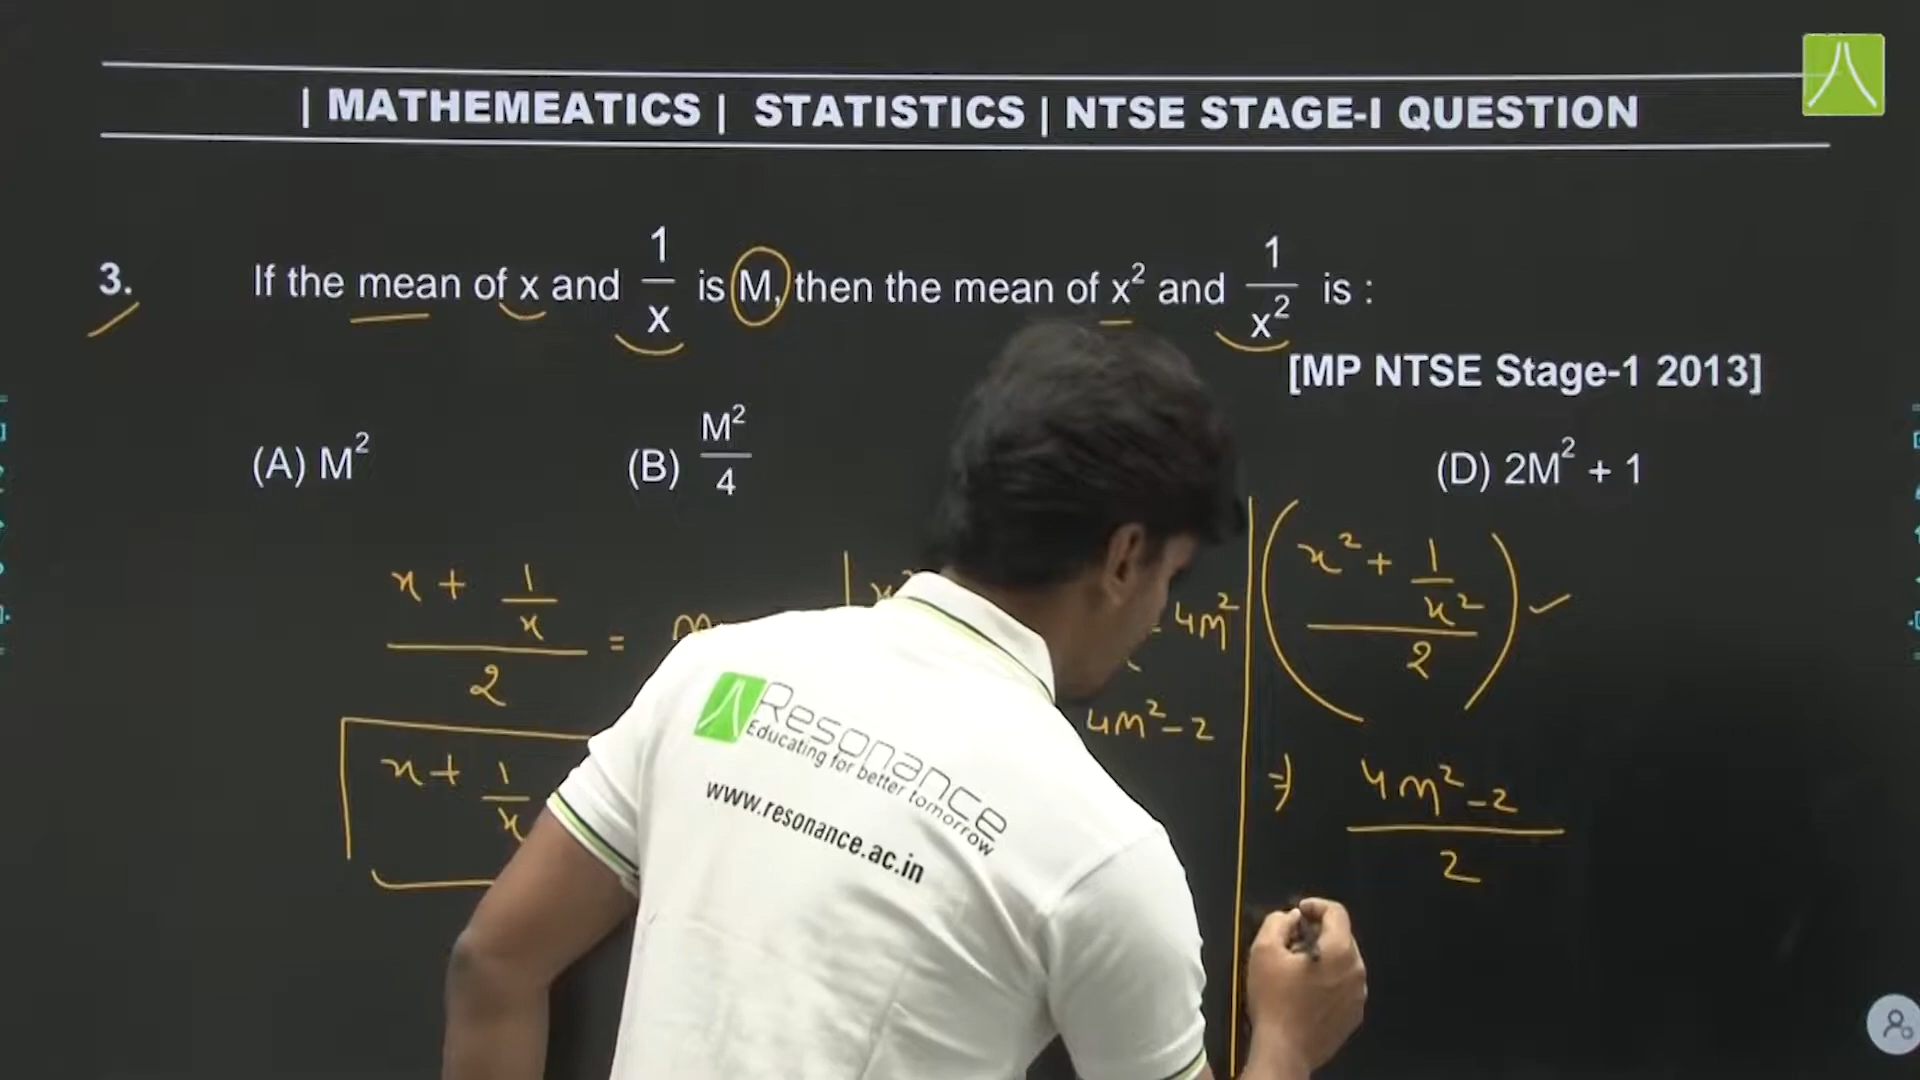 | MATHEMEATICS | STATISTICS | NTSE STAGE-I QUESTION
3. If the mean of x and 1/x is M, then the mean of x² and 1/x² is :
[MP NTSE Stage-1 2013]
(A) M² (B) M²/4 (D) 2M² + 1
x + 1/x
2
= m
x²
4m²
4m² - 2
x + 1/x
(x² + 1/x²)
2
⇒ 4m² - 2
2
Resonance
Educating for better tomorrow
www.resonance.ac.in